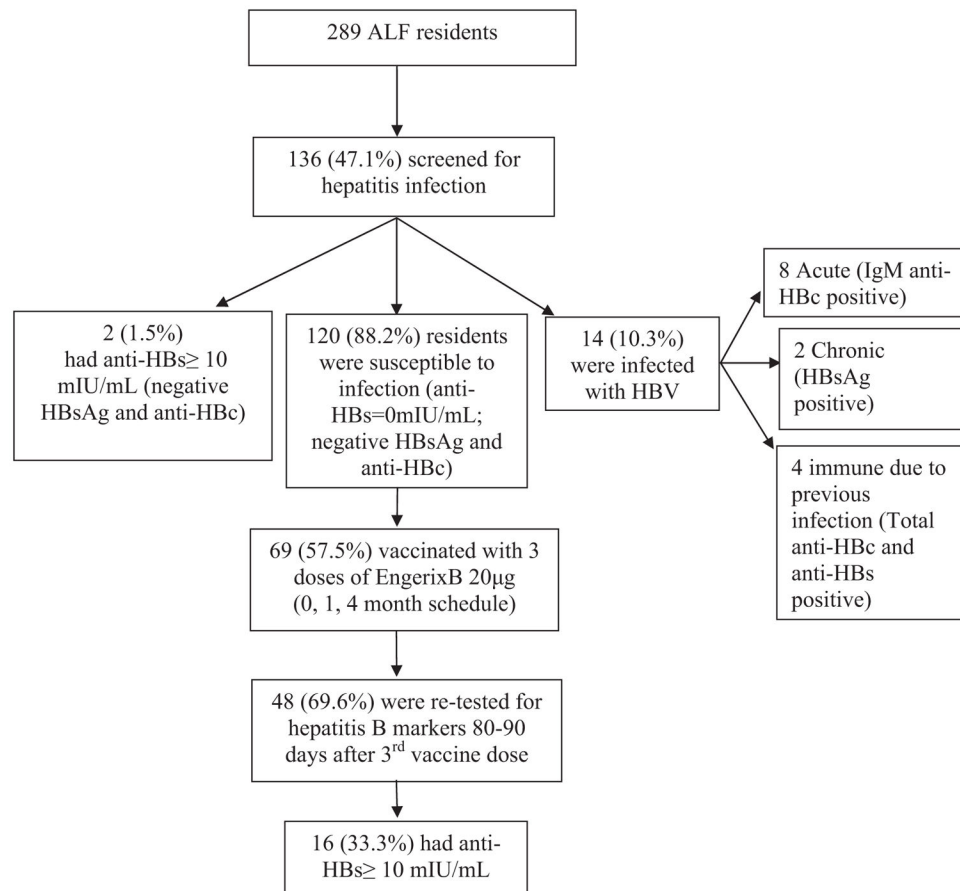 289 ALF residents
136 (47.1%) screened for
hepatitis infection
2 (1.5%)
had anti-HBs≥ 10
mIU/mL (negative
HBsAg and anti-HBc)
120 (88.2%) residents
were susceptible to
infection (anti-
HBs=0mIU/mL;
negative HBsAg and
anti-HBc)
14 (10.3%)
were infected
with HBV
8 Acute (IgM anti-
HBc positive)
2 Chronic
(HBsAg
positive)
4 immune due to
previous
infection (Total
anti-HBc and
anti-HBs
positive)
69 (57.5%) vaccinated with 3
doses of EngerixB 20μg
(0, 1, 4 month schedule)
48 (69.6%) were re-tested for
hepatitis B markers 80-90
days after 3rd vaccine dose
16 (33.3%) had anti-
HBs≥ 10 mIU/mL